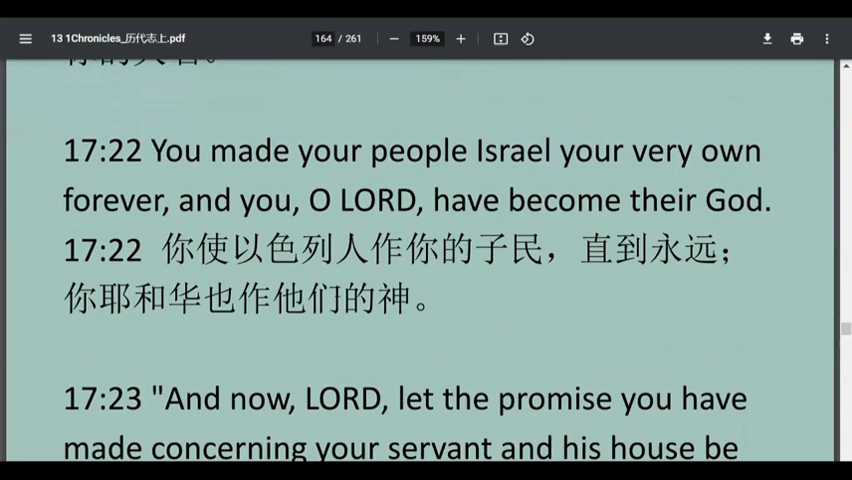 13 1Chronicles_历代志上.pdf
164 / 261
159%
17:22 You made your people Israel your very own
forever, and you, O LORD, have become their God.
17:22 你使以色列人作你的子民，直到永远；
你耶和华也作他们的神。
17:23 "And now, LORD, let the promise you have
made concerning your servant and his house be